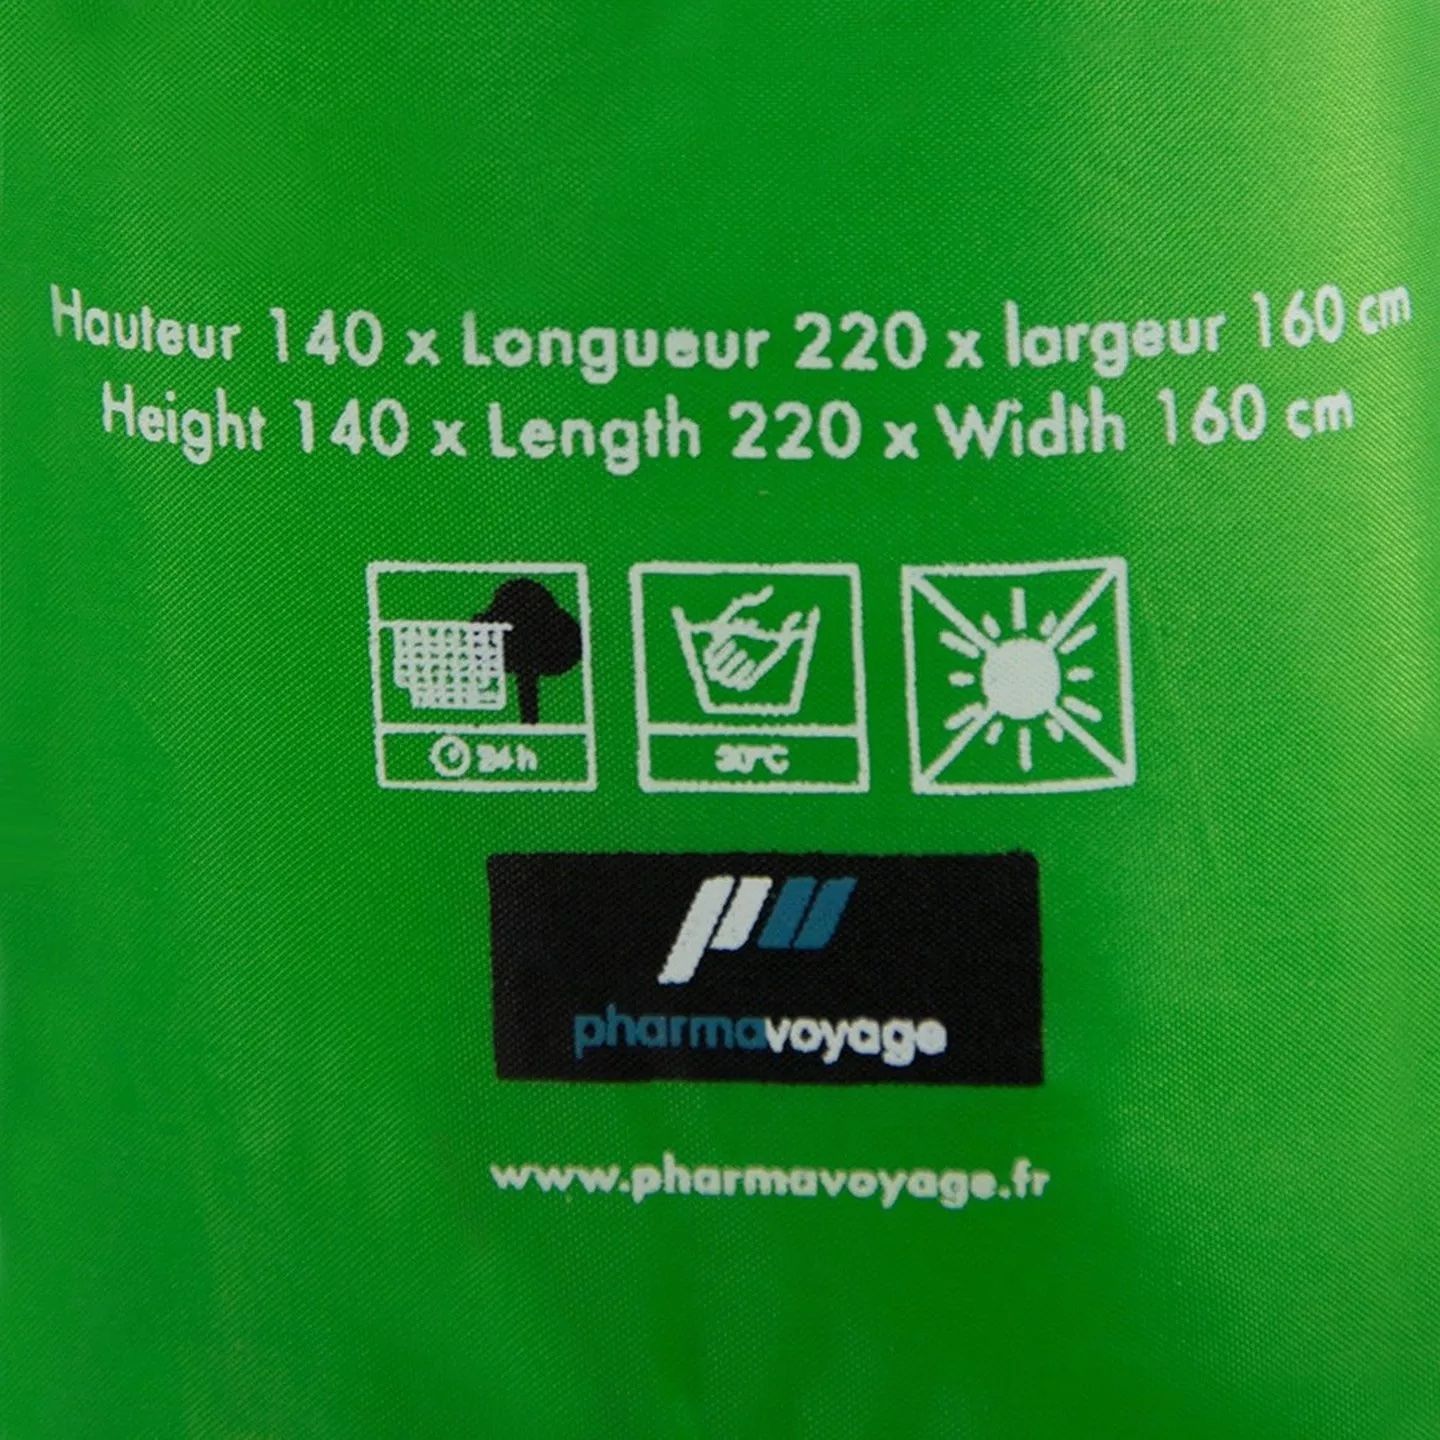 Hauteur 140 x Longueur 220 x largeur 160 cm
Height 140 x Length 220 x Width 160 cm
24h
30°C
pharmavoyage
www.pharmavoyage.fr